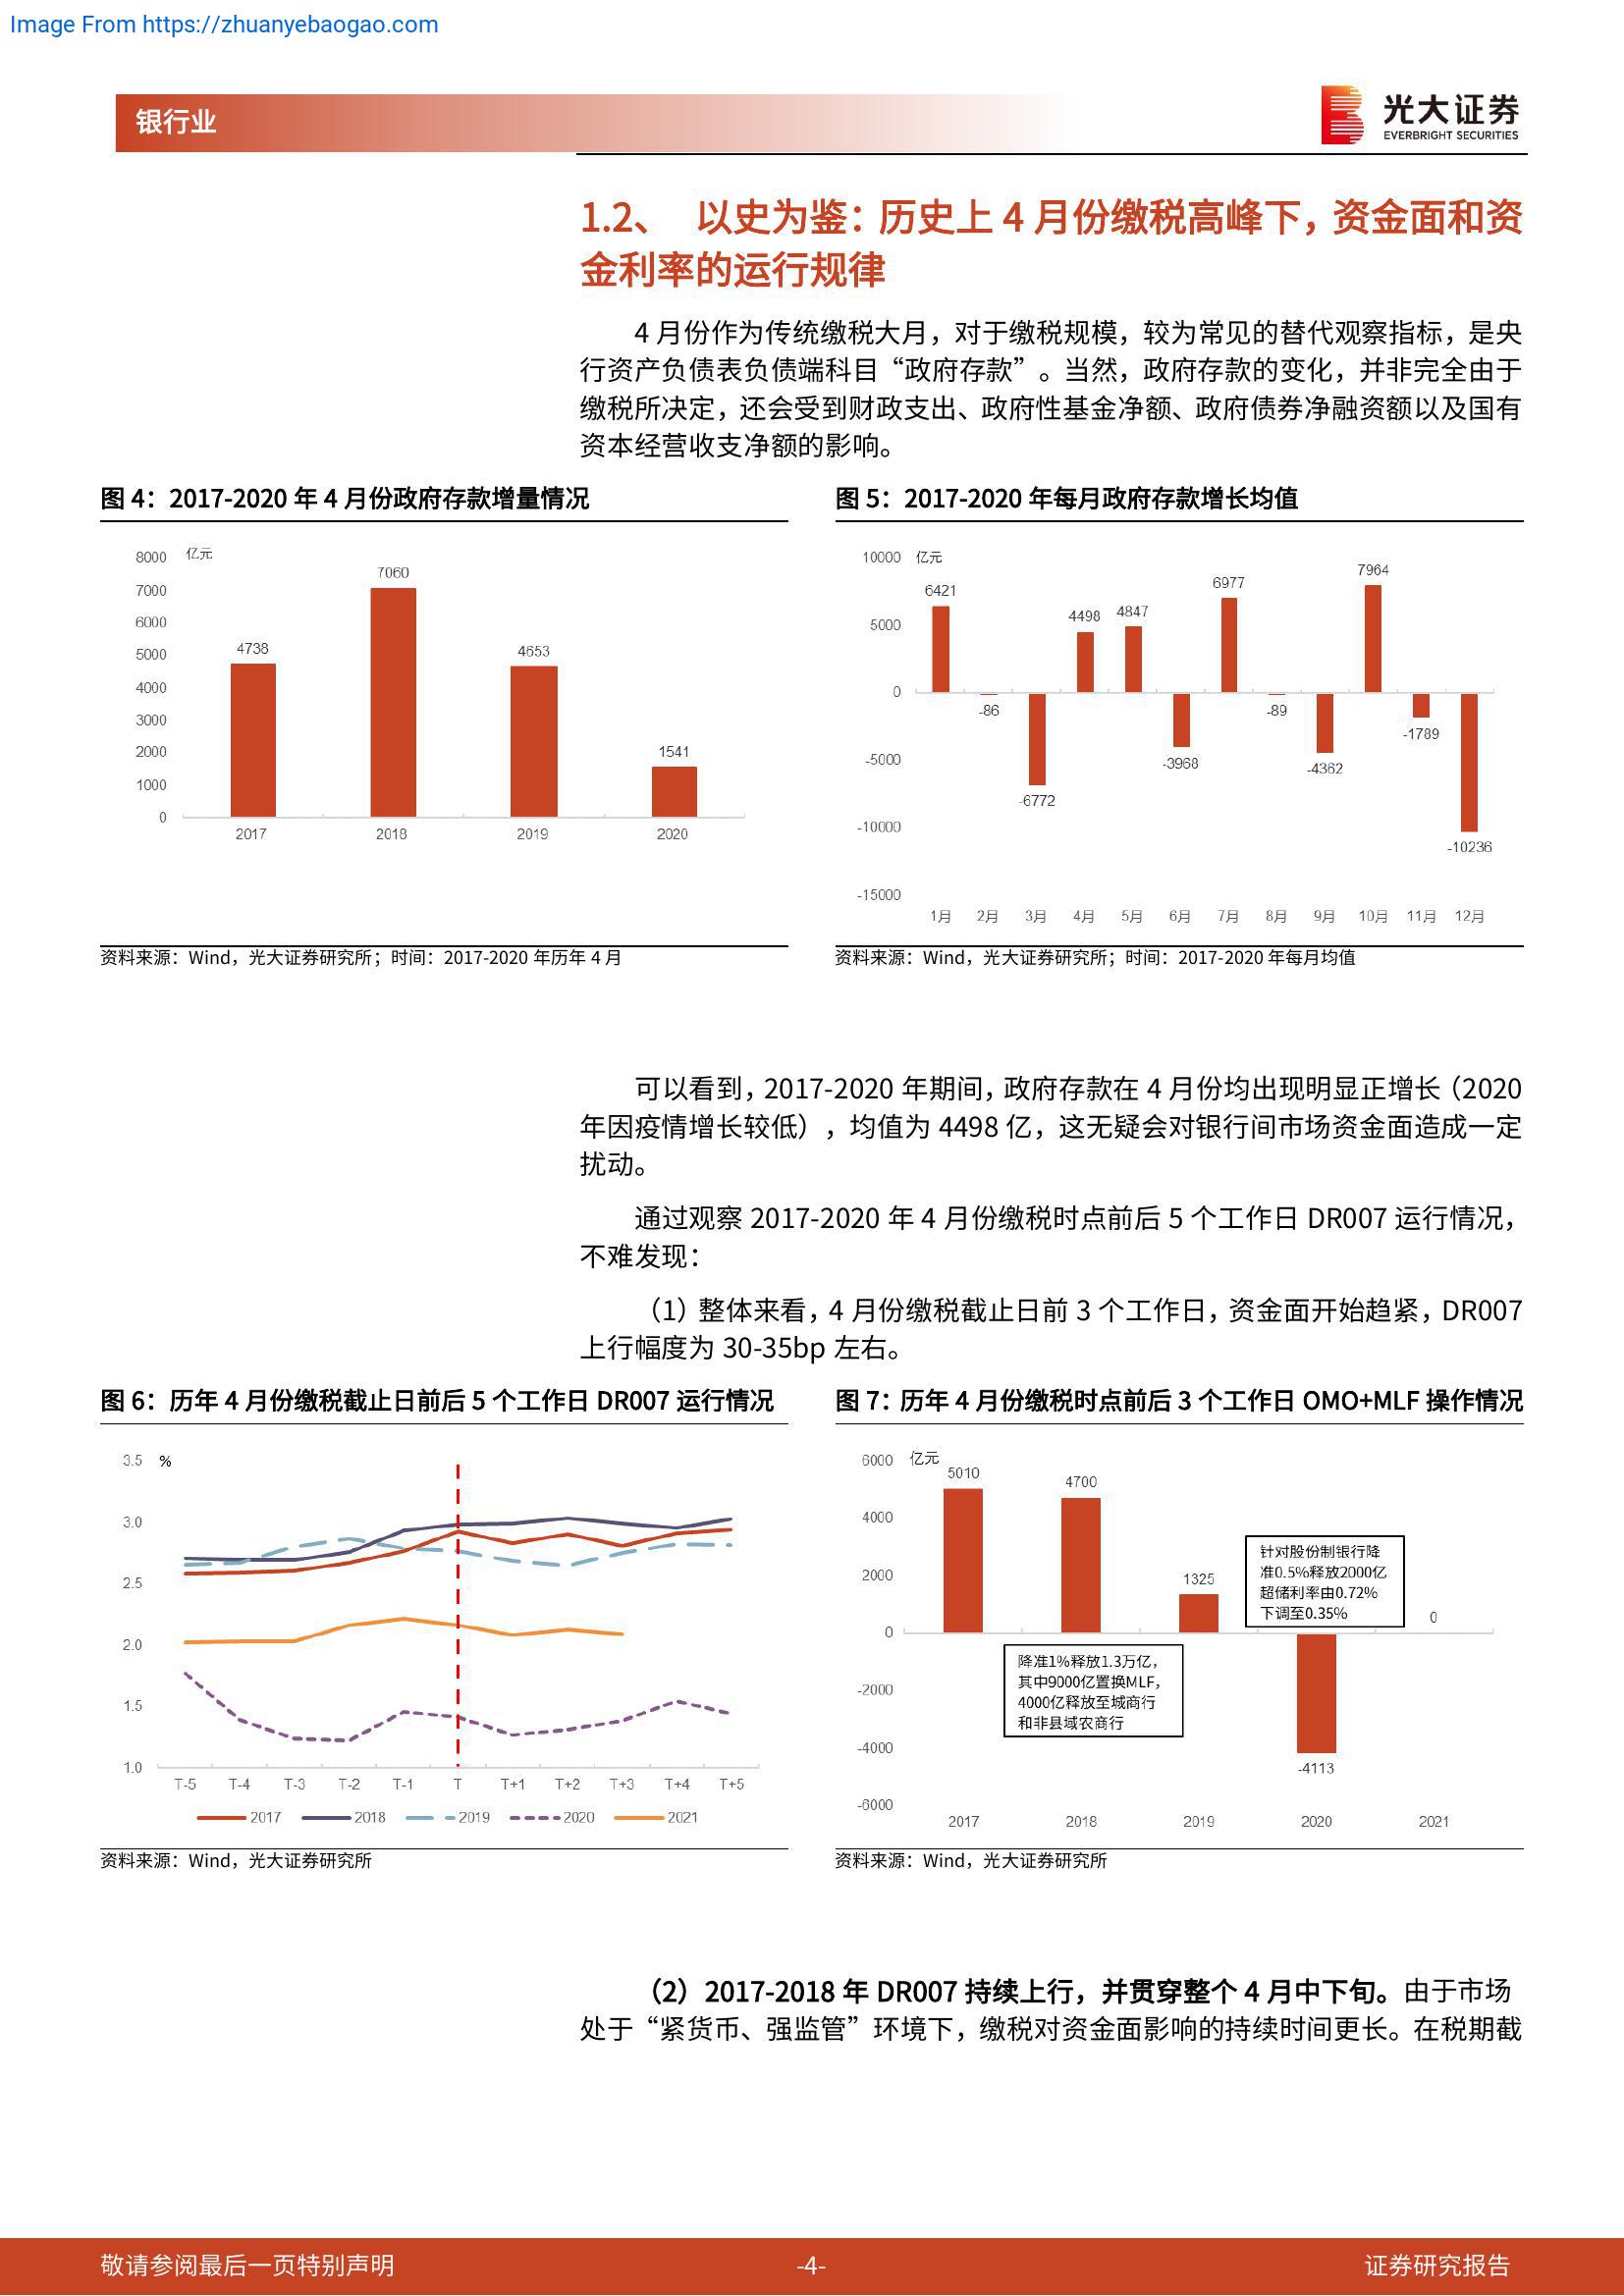 Image From https://zhuanyebaogao.com
银行业
光大证券
EVERBRIGHT SECURITIES
1.2、 以史为鉴：历史上 4 月份缴税高峰下，资金面和资
金利率的运行规律
4 月份作为传统缴税大月，对于缴税规模，较为常见的替代观察指标，是央
行资产负债表负债端科目“政府存款”。当然，政府存款的变化，并非完全由于
缴税所决定，还会受到财政支出、政府性基金净额、政府债券净融资额以及国有
资本经营收支净额的影响。
图 4：2017-2020 年 4 月份政府存款增量情况
8000 亿元
7060
7000
6000
5000
4738
4653
4000
3000
2000
1541
1000
0
2017 2018 2019 2020
资料来源：Wind，光大证券研究所；时间：2017-2020 年历年 4 月
图 5：2017-2020 年每月政府存款增长均值
10000 亿元
5000
0
-5000
-10000
-15000
6421 -86 -6772 4498 4847 -3968 6977 -89 -4362 7964 -1789 -10236
1月 2月 3月 4月 5月 6月 7月 8月 9月 10月 11月 12月
资料来源：Wind，光大证券研究所；时间：2017-2020 年每月均值
可以看到，2017-2020 年期间，政府存款在 4 月份均出现明显正增长（2020
年因疫情增长较低），均值为 4498 亿，这无疑会对银行间市场资金面造成一定
扰动。
通过观察 2017-2020 年 4 月份缴税时点前后 5 个工作日 DR007 运行情况，
不难发现：
（1）整体来看，4 月份缴税截止日前 3 个工作日，资金面开始趋紧，DR007
上行幅度为 30-35bp 左右。
图 6：历年 4 月份缴税截止日前后 5 个工作日 DR007 运行情况
3.5 %
3.0
2.5
2.0
1.5
1.0
T-5 T-4 T-3 T-2 T-1 T T+1 T+2 T+3 T+4 T+5
2017 2018 2019 2020 2021
资料来源：Wind，光大证券研究所
图 7：历年 4 月份缴税时点前后 3 个工作日 OMO+MLF 操作情况
6000 亿元
4000
2000
0
-2000
-4000
-6000
5010 4700 1325 -4113 0
针对股份制银行降
准0.5%释放2000亿
超储利率由0.72%
下调至0.35%
降准1%释放1.3万亿，
其中9000亿置换MLF，
4000亿释放至城商行
和非县域农商行
2017 2018 2019 2020 2021
资料来源：Wind，光大证券研究所
（2）2017-2018 年 DR007 持续上行，并贯穿整个 4 月中下旬。由于市场
处于“紧货币、强监管”环境下，缴税对资金面影响的持续时间更长。在税期截
敬请参阅最后一页特别声明 -4- 证券研究报告